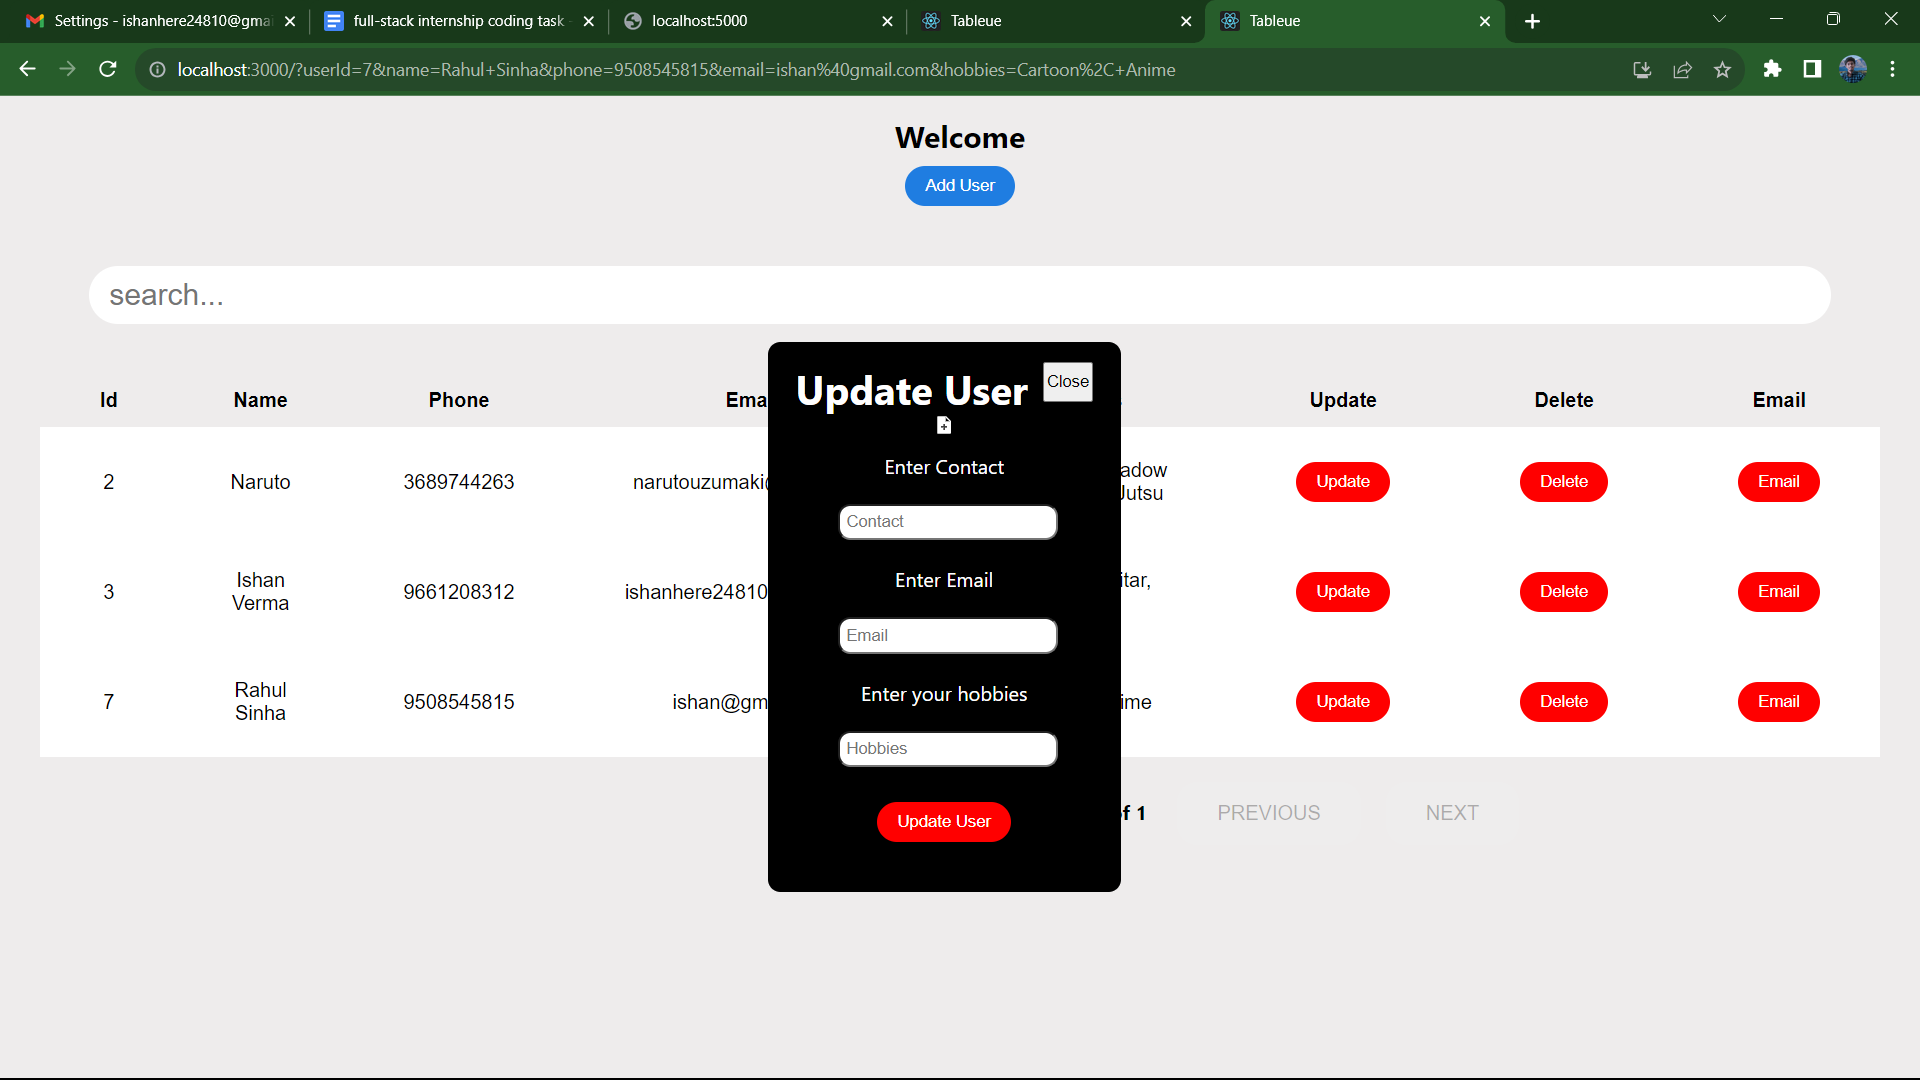 Settings - ishanhere24810@gmai
full-stack internship coding task -
localhost:5000
Tableue
Tableue
localhost:3000/?userId=7&name=Rahul+Sinha&phone=9508545815&email=ishan%40gmail.com&hobbies=Cartoon%2C+Anime
Welcome
Add User
search...
Id Name Phone Ema Update Delete Email
2 Naruto 3689744263 narutouzumaki adow Jutsu Update Delete Email
3 Ishan Verma 9661208312 ishanhere24810 itar, Update Delete Email
7 Rahul Sinha 9508545815 ishan@gm ime Update Delete Email
of 1 PREVIOUS NEXT
Update User
Close
Enter Contact
Contact
Enter Email
Email
Enter your hobbies
Hobbies
Update User